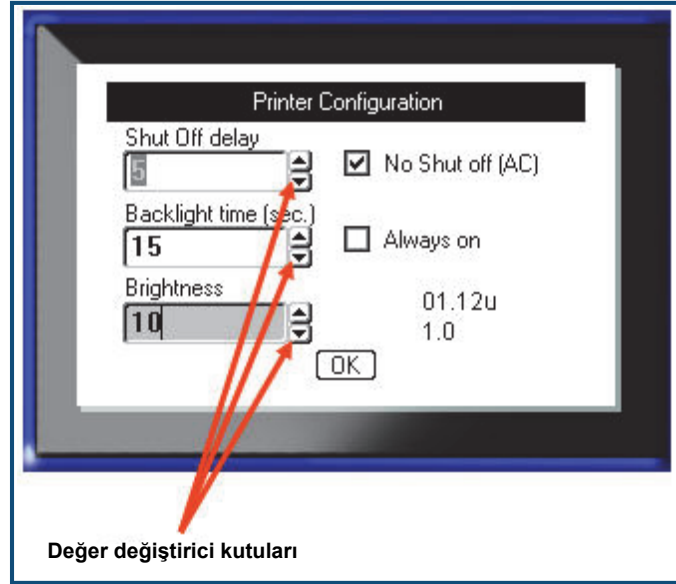 Printer Configuration
Shut Off delay
5
No Shut off (AC)
Backlight time (sec.)
15
Always on
Brightness
10
01.12u
1.0
OK
Değer değiştirici kutuları